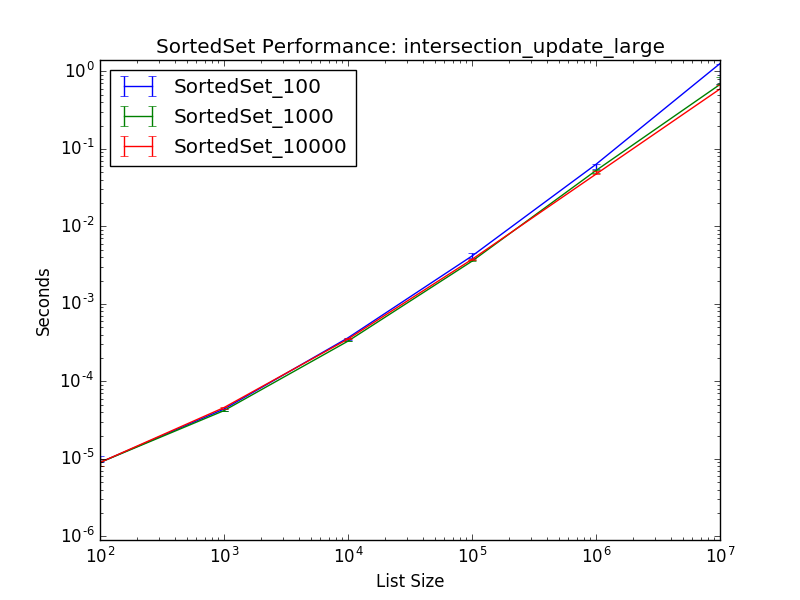 SortedSet Performance: intersection_update_large
SortedSet_100
SortedSet_1000
SortedSet_10000
10^0
10^-1
10^-2
10^-3
10^-4
10^-5
10^-6
Seconds
10^2 10^3 10^4 10^5 10^6 10^7
List Size